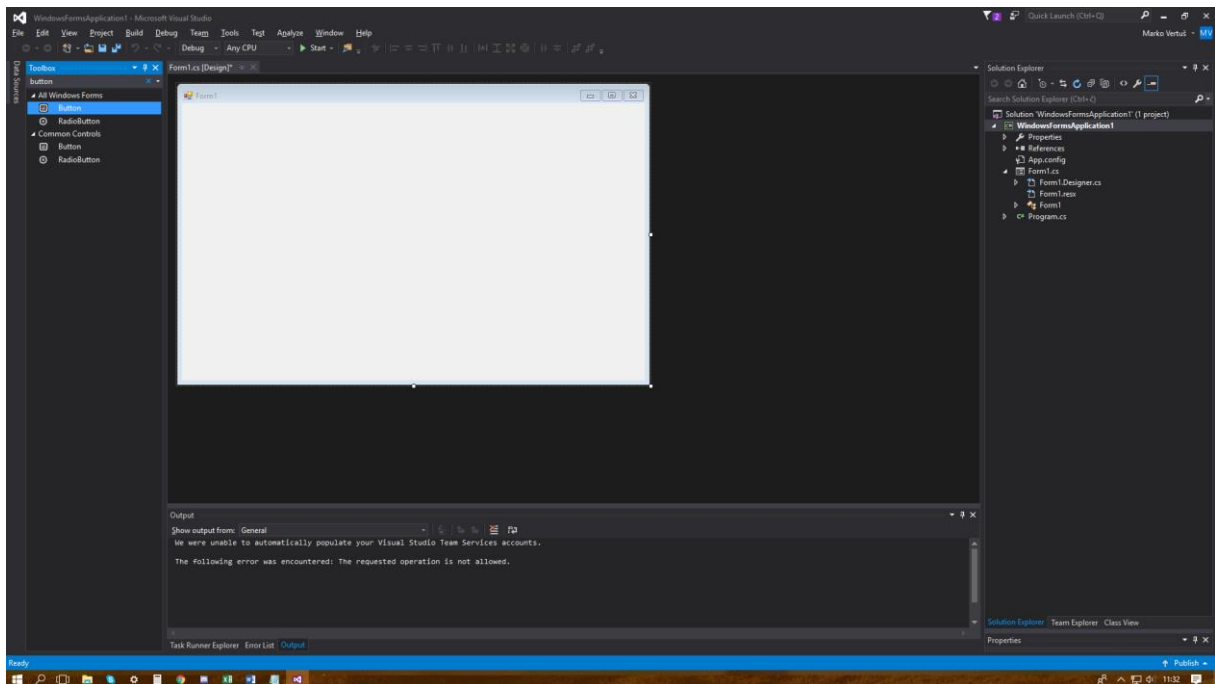 WindowsFormsApplication1 - Microsoft Visual Studio
2 Quick Launch (Ctrl+Q)
File Edit View Project Build Debug Team Tools Test Analyze Window Help
Marko Vertuš MV
Debug Any CPU Start
Data Sources
Toolbox
button
All Windows Forms
Button
RadioButton
Common Controls
Button
RadioButton
Form1.cs [Design]*
Form1
Solution Explorer
Search Solution Explorer (Ctrl+č)
Solution 'WindowsFormsApplication1' (1 project)
WindowsFormsApplication1
Properties
References
App.config
Form1.cs
Form1.Designer.cs
Form1.resx
Form1
C# Program.cs
Output
Show output from: General
We were unable to automatically populate your Visual Studio Team Services accounts.
The following error was encountered: The requested operation is not allowed.
Task Runner Explorer Error List Output
Solution Explorer Team Explorer Class View
Properties
Ready
Publish
11:32